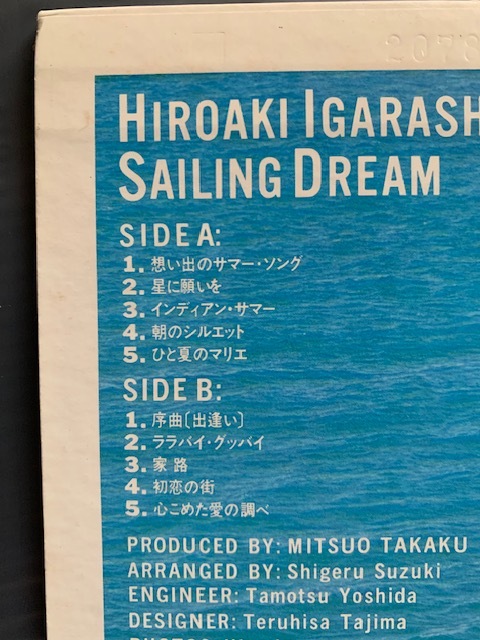 2078
HIROAKI IGARASH
SAILING DREAM
SIDE A:
1. 想い出のサマー・ソング
2. 星に願いを
3. インディアン・サマー
4. 朝のシルエット
5. ひと夏のマリエ
SIDE B:
1. 序曲〔出逢い〕
2. ララバイ・グッバイ
3. 家路
4. 初恋の街
5. 心こめた愛の調べ
PRODUCED BY: MITSUO TAKAKU
ARRANGED BY: Shigeru Suzuki
ENGINEER: Tamotsu Yoshida
DESIGNER: Teruhisa Tajima